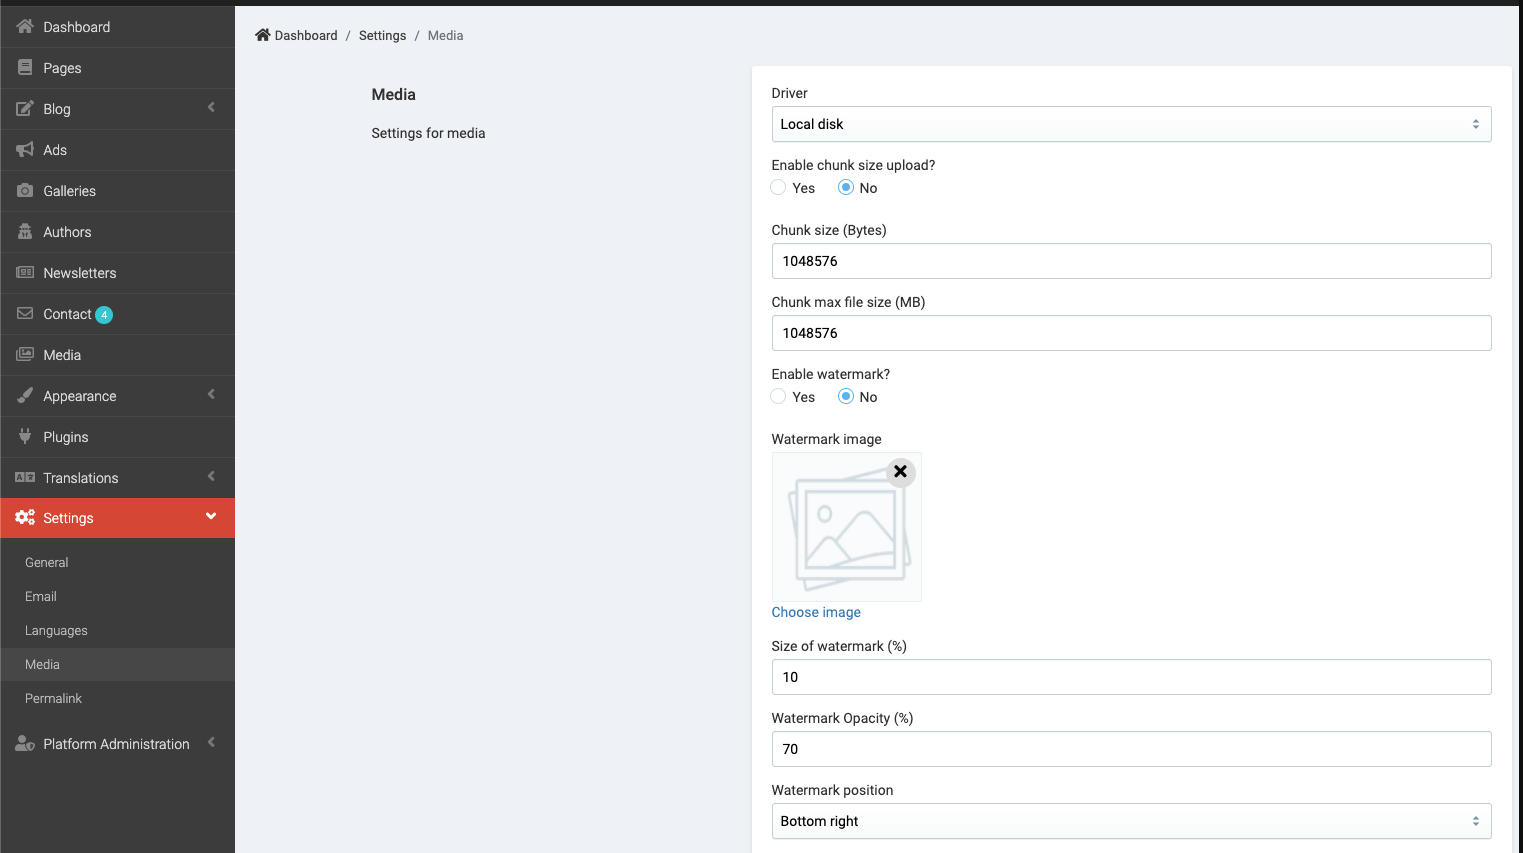 Dashboard
Pages
Blog
Ads
Galleries
Authors
Newsletters
Contact 4
Media
Appearance
Plugins
Translations
Settings
General
Email
Languages
Media
Permalink
Platform Administration
Dashboard / Settings / Media
Media
Settings for media
Driver
Local disk
Enable chunk size upload?
Yes No
Chunk size (Bytes)
1048576
Chunk max file size (MB)
1048576
Enable watermark?
Yes No
Watermark image
Choose image
Size of watermark (%)
10
Watermark Opacity (%)
70
Watermark position
Bottom right